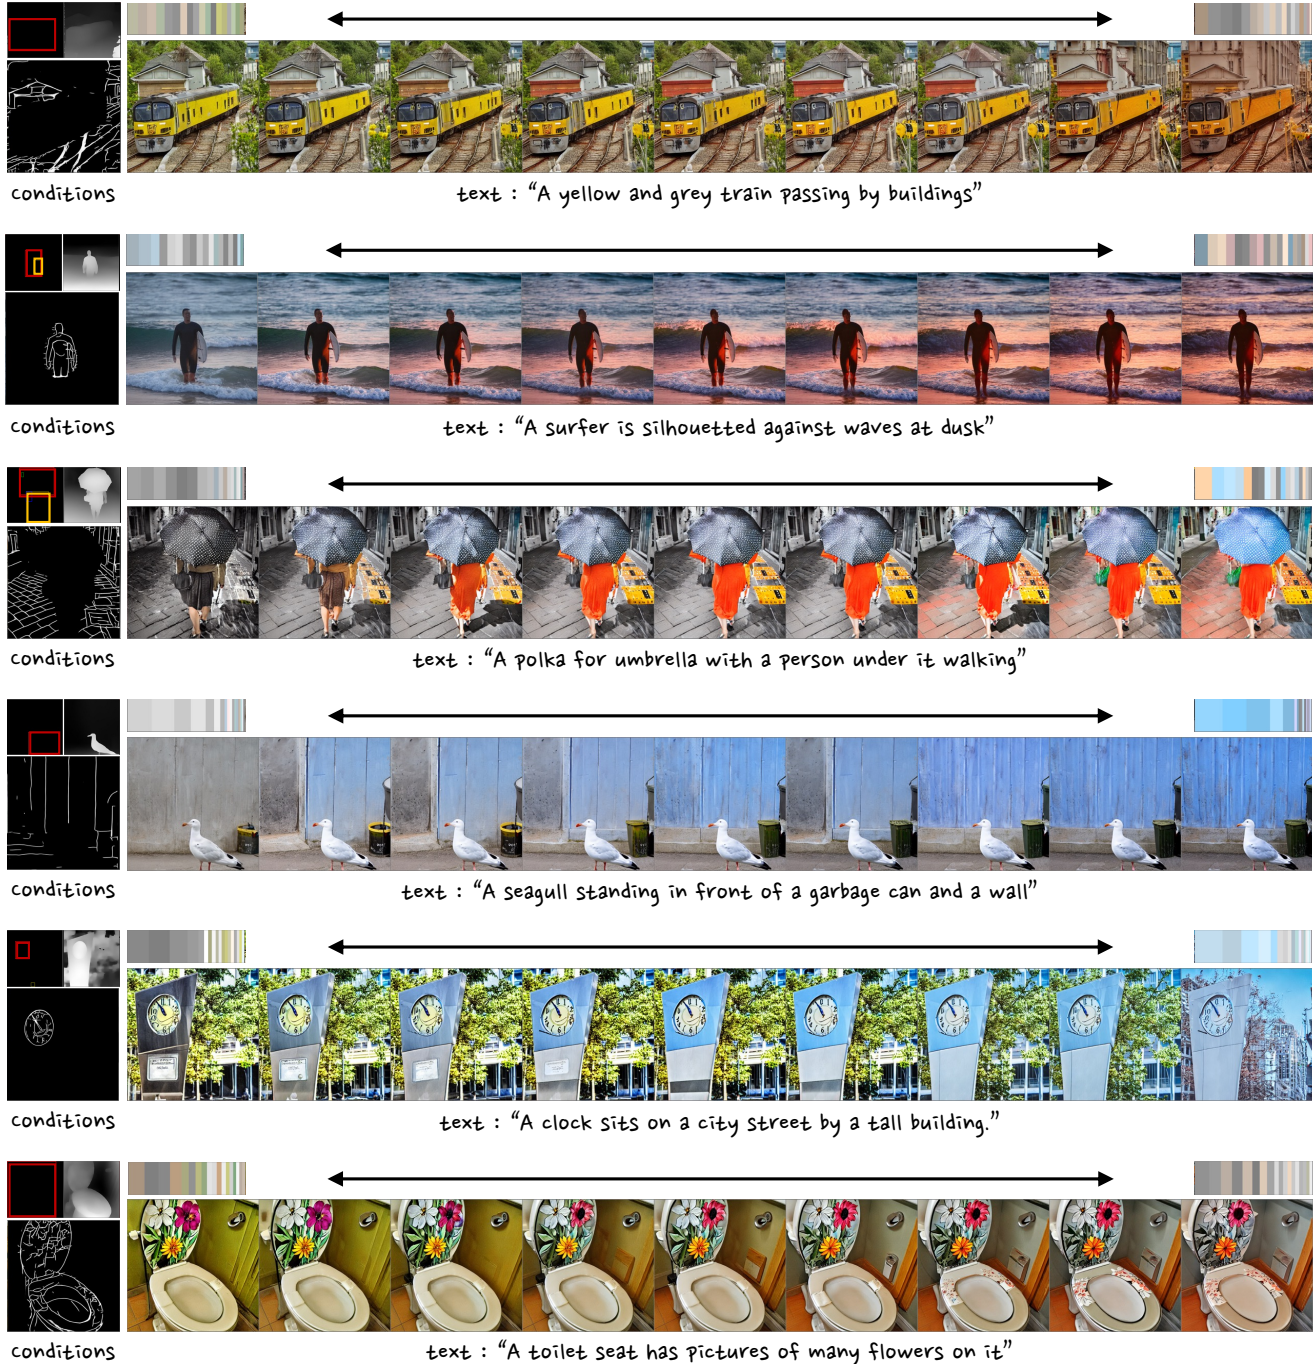 conditions
text : “A yellow and grey train passing by buildings”
conditions
text : “A surfer is silhouetted against waves at dusk”
conditions
text : “A polka for umbrella with a person under it walking”
conditions
text : “A seagull standing in front of a garbage can and a wall”
conditions
text : “A clock sits on a city street by a tall building.”
conditions
text : “A toilet seat has pictures of many flowers on it”